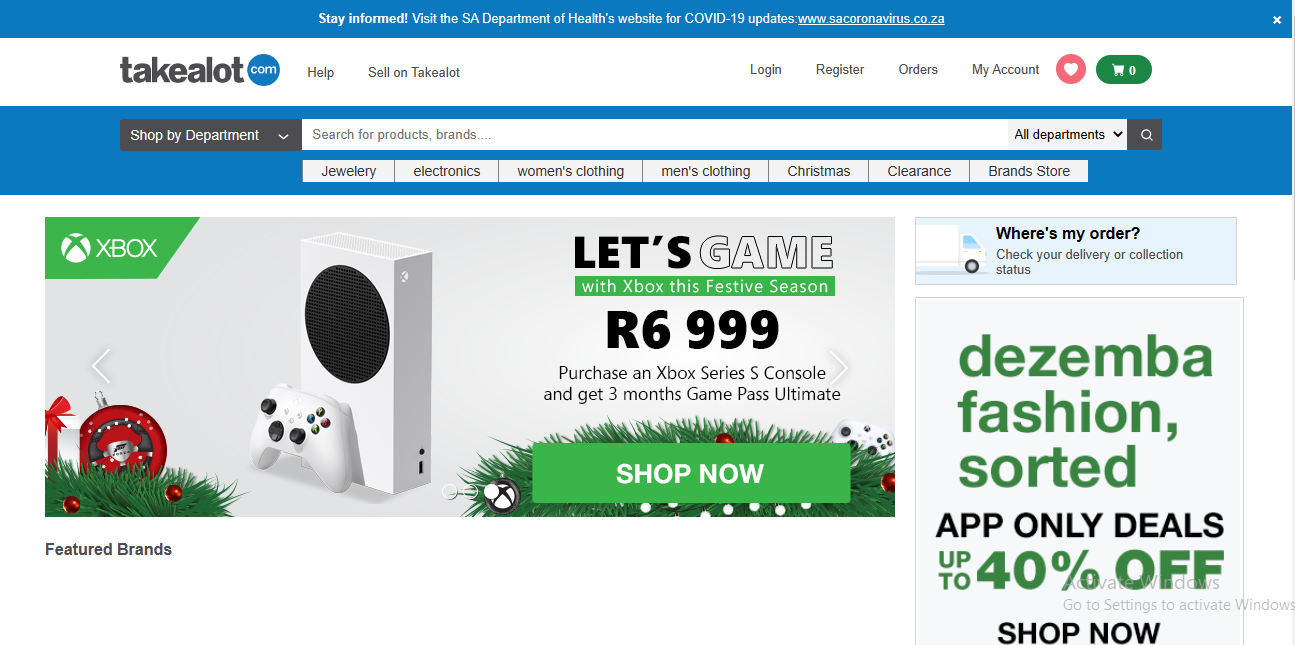 Stay informed! Visit the SA Department of Health's website for COVID-19 updates:www.sacoronavirus.co.za ×
takealot com
Help
Sell on Takealot
Login
Register
Orders
My Account
0
Shop by Department
Search for products, brands....
All departments
Jewelery
electronics
women's clothing
men's clothing
Christmas
Clearance
Brands Store
XBOX
LET'S GAME
with Xbox this Festive Season
R6 999
Purchase an Xbox Series S Console
and get 3 months Game Pass Ultimate
SHOP NOW
Where's my order?
Check your delivery or collection
status
dezemba
fashion,
sorted
APP ONLY DEALS
UP TO 40% OFF
SHOP NOW
Featured Brands
Activate Windows
Go to Settings to activate Windows